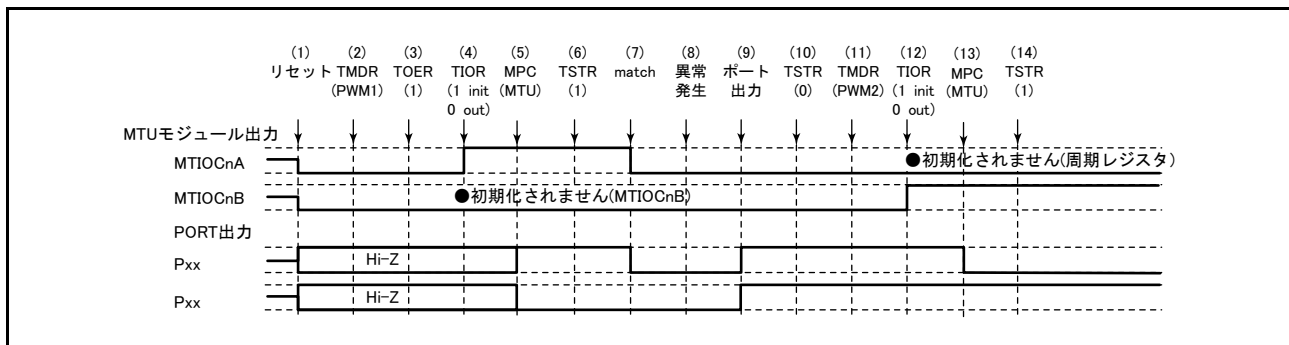 (1) (2) (3) (4) (5) (6) (7) (8) (9) (10) (11) (12) (13) (14)
リセット TMDR TOER TIOR MPC TSTR match 異常 ポート TSTR TMDR TIOR MPC TSTR
(PWM1) (1) (1 init (MTU) (1) 発生 出力 (0) (PWM2) (1 init (MTU) (1)
0 out) 0 out)
MTUモジュール出力
MTIOCnA ●初期化されません(周期レジスタ)
MTIOCnB ●初期化されません(MTIOCnB)
PORT出力
Pxx Hi-Z
Pxx Hi-Z